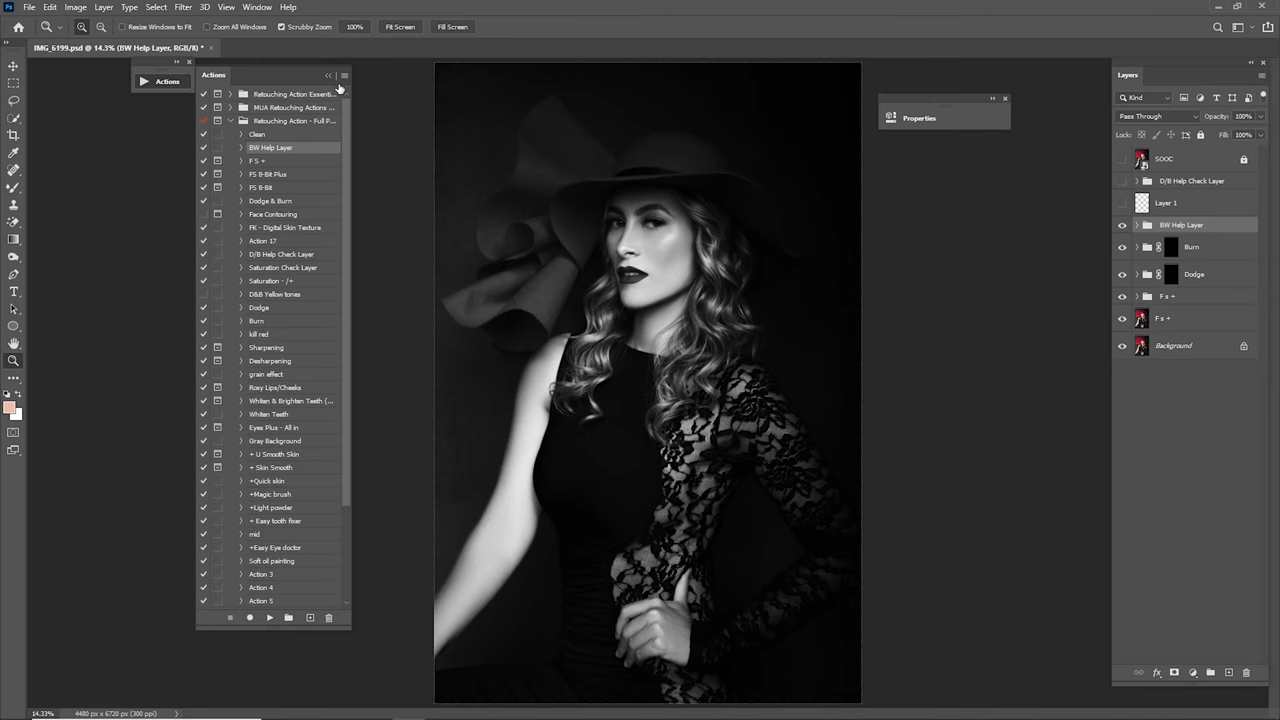 Ps File Edit Image Layer Type Select Filter 3D View Window Help
Resize Windows to Fit Zoom All Windows Scrubby Zoom 100% Fit Screen Fill Screen
IMG_6199.psd @ 14.3% (BW Help Layer, RGB/8) *
Actions
Actions
Retouching Action Essenti...
MUA Retouching Actions ...
Retouching Action - Full P...
Clean
BW Help Layer
F S +
FS 8-Bit Plus
FS 8-Bit
Dodge & Burn
Face Contouring
FK - Digital Skin Texture
Action 17
D/B Help Check Layer
Saturation Check Layer
Saturation - /+
D&B Yellow tones
Dodge
Burn
kill red
Sharpening
Desharpening
grain effect
Rosy Lips/Cheeks
Whiten & Brighten Teeth (...
Whiten Teeth
Eyes Plus - All in
Gray Background
+ U Smooth Skin
+ Skin Smooth
+Quick skin
+Magic brush
+Light powder
+ Easy tooth fixer
mid
+Easy Eye doctor
Soft oil painting
Action 3
Action 4
Action 5
Properties
Layers
Kind
Pass Through Opacity: 100%
Lock: Fill: 100%
SOOC
D/B Help Check Layer
Layer 1
BW Help Layer
Burn
Dodge
F s +
F s +
Background
14.33% 4480 px x 6720 px (300 ppi)